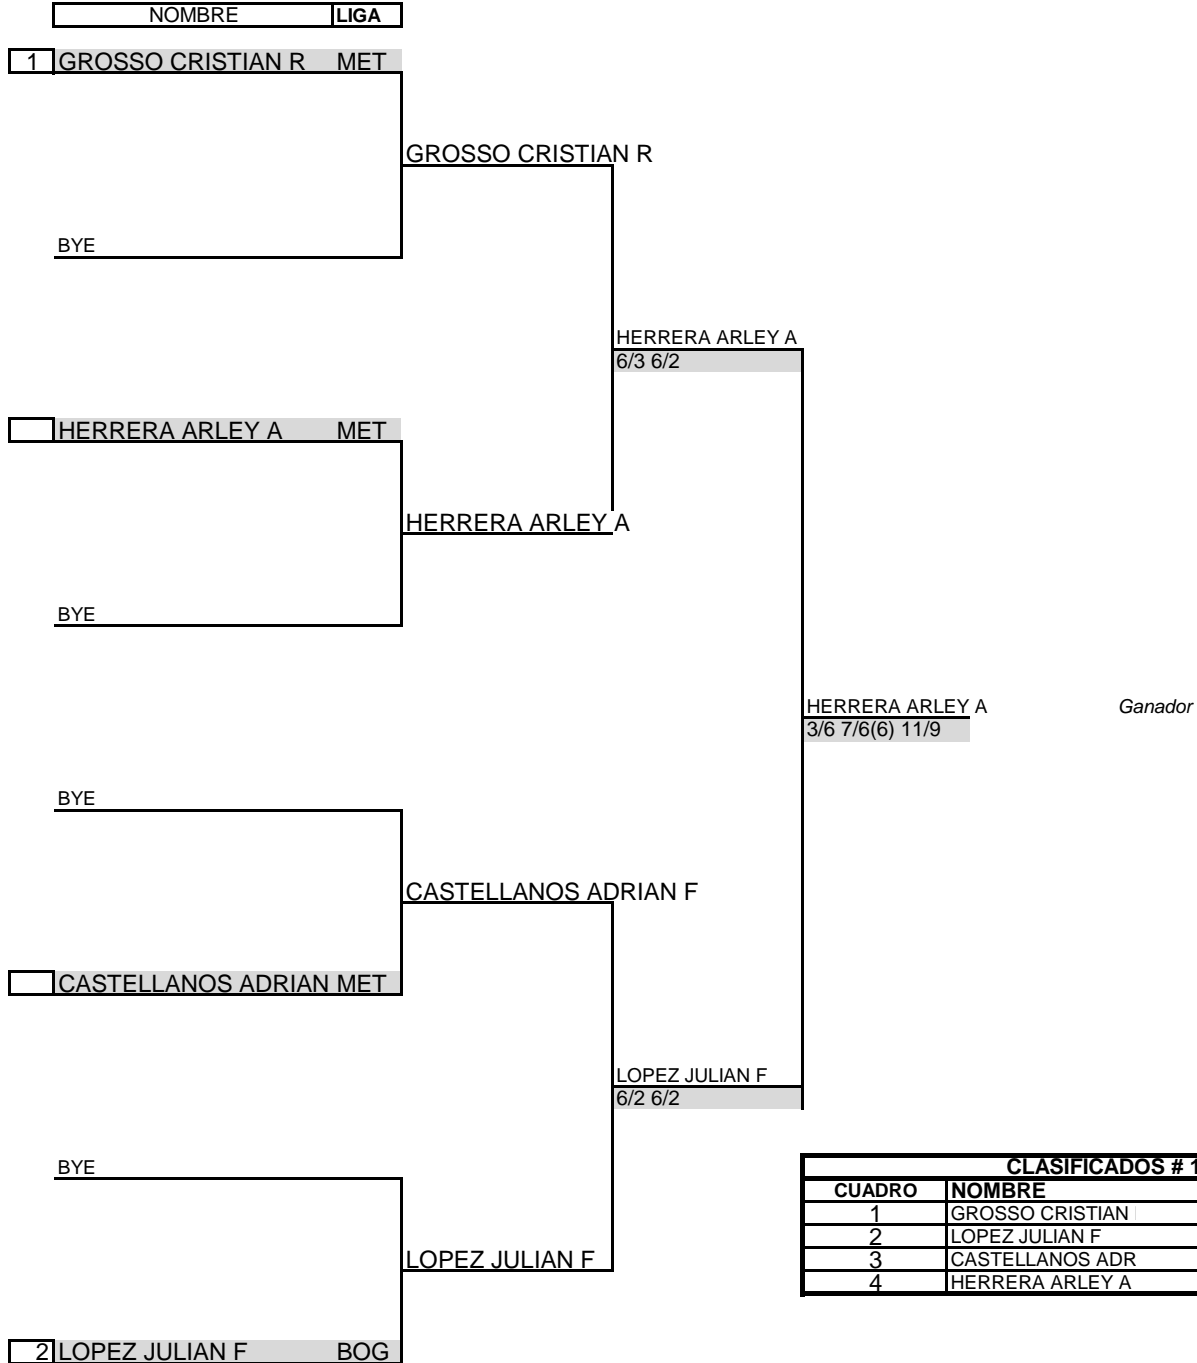 NOMBRE LIGA
1 GROSSO CRISTIAN R MET
GROSSO CRISTIAN R
BYE
HERRERA ARLEY A
6/3 6/2
HERRERA ARLEY A MET
HERRERA ARLEY A
BYE
HERRERA ARLEY A Ganador
3/6 7/6(6) 11/9
BYE
CASTELLANOS ADRIAN F
CASTELLANOS ADRIAN MET
LOPEZ JULIAN F
6/2 6/2
BYE
LOPEZ JULIAN F
2 LOPEZ JULIAN F BOG
CLASIFICADOS # 1
CUADRO NOMBRE
1 GROSSO CRISTIAN
2 LOPEZ JULIAN F
3 CASTELLANOS ADR
4 HERRERA ARLEY A